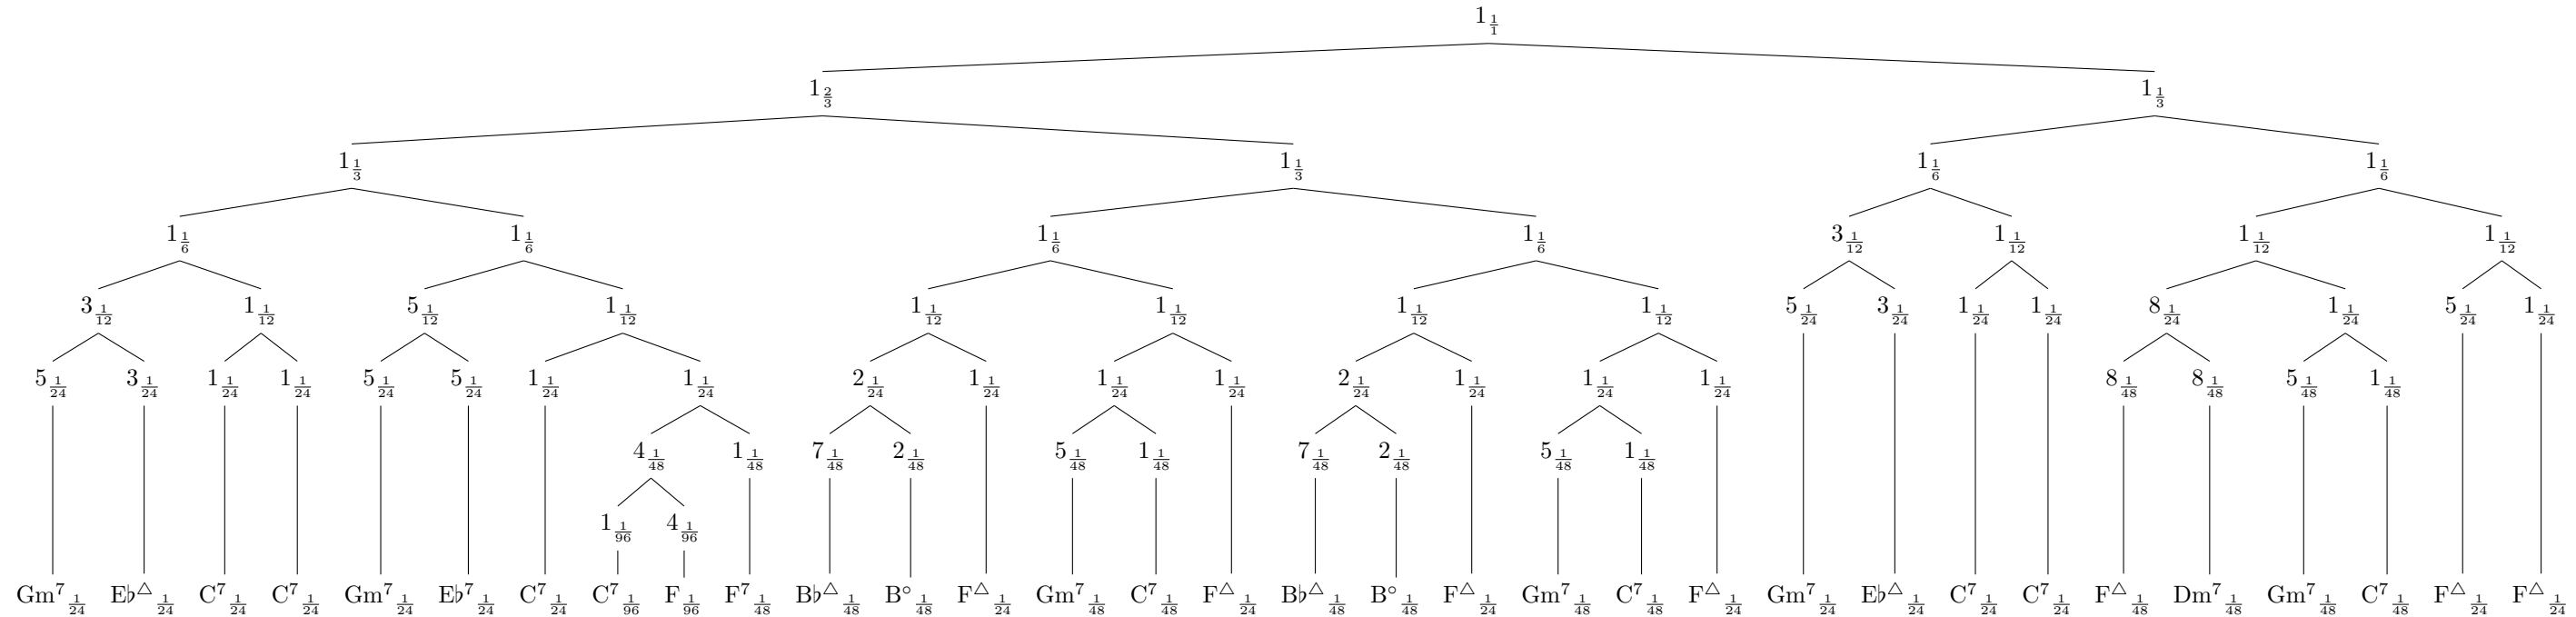 1 1/1
1 2/3 1 1/3
1 1/3 1 1/3 1 1/6 1 1/6
1 1/6 1 1/6 1 1/6 1 1/6 3 1/12 1 1/12 1 1/12 1 1/12
3 1/12 1 1/12 5 1/12 1 1/12 1 1/12 1 1/12 1 1/12 1 1/12 5 1/24 3 1/24 1 1/24 1 1/24 8 1/24 1 1/24 5 1/24 1 1/24
5 1/24 3 1/24 1 1/24 1 1/24 5 1/24 5 1/24 1 1/24 1 1/24 2 1/24 1 1/24 1 1/24 1 1/24 2 1/24 1 1/24 1 1/24 1 1/24 8 1/48 8 1/48 5 1/48 1 1/48
4 1/48 1 1/48 7 1/48 2 1/48 5 1/48 1 1/48 7 1/48 2 1/48 5 1/48 1 1/48
1 1/96 4 1/96
Gm⁷ 1/24 E♭△ 1/24 C⁷ 1/24 C⁷ 1/24 Gm⁷ 1/24 E♭⁷ 1/24 C⁷ 1/24 C⁷ 1/96 F 1/96 F⁷ 1/48 B♭△ 1/48 B° 1/48 F△ 1/24 Gm⁷ 1/48 C⁷ 1/48 F△ 1/24 B♭△ 1/48 B° 1/48 F△ 1/24 Gm⁷ 1/48 C⁷ 1/48 F△ 1/24 Gm⁷ 1/24 E♭△ 1/24 C⁷ 1/24 C⁷ 1/24 F△ 1/48 Dm⁷ 1/48 Gm⁷ 1/48 C⁷ 1/48 F△ 1/24 F△ 1/24